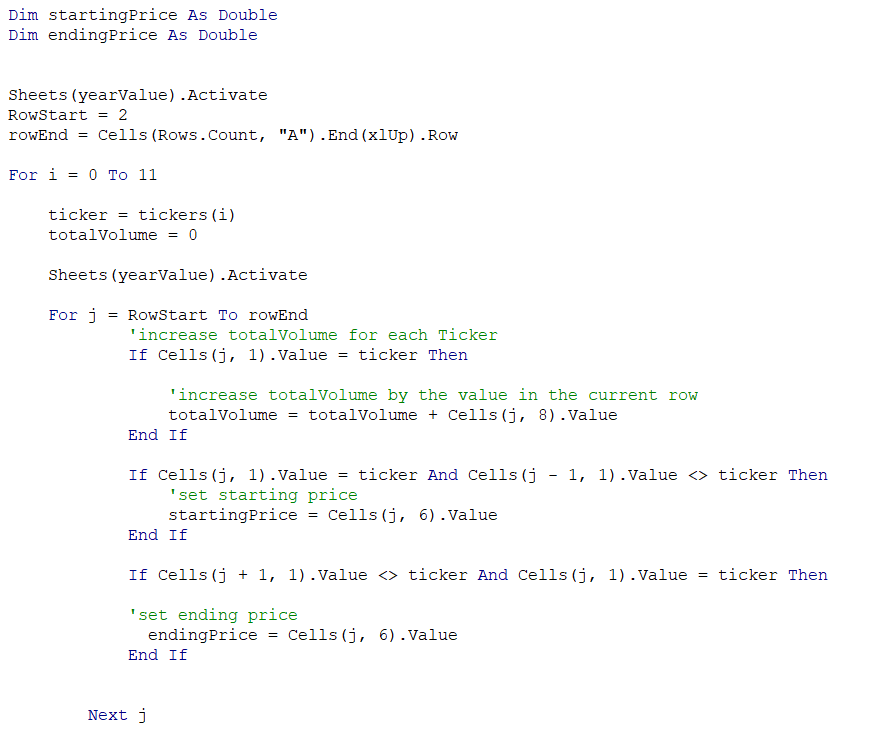 Dim startingPrice As Double
Dim endingPrice As Double
Sheets(yearValue).Activate
RowStart = 2
rowEnd = Cells(Rows.Count, "A").End(xlUp).Row
For i = 0 To 11
ticker = tickers(i)
totalVolume = 0
Sheets(yearValue).Activate
For j = RowStart To rowEnd
'increase totalVolume for each Ticker
If Cells(j, 1).Value = ticker Then
'increase totalVolume by the value in the current row
totalVolume = totalVolume + Cells(j, 8).Value
End If
If Cells(j, 1).Value = ticker And Cells(j - 1, 1).Value <> ticker Then
'set starting price
startingPrice = Cells(j, 6).Value
End If
If Cells(j + 1, 1).Value <> ticker And Cells(j, 1).Value = ticker Then
'set ending price
endingPrice = Cells(j, 6).Value
End If
Next j